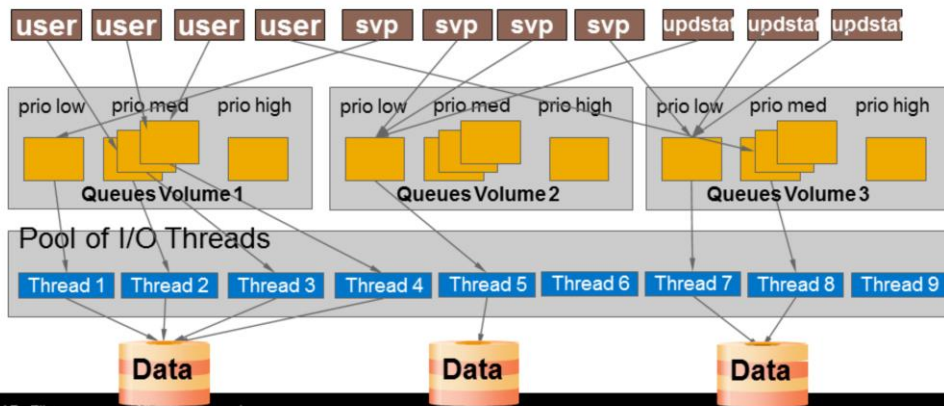 user user user user svp svp svp svp updstat updstat updstat
prio low prio med prio high prio low prio med prio high prio low prio med prio high
Queues Volume 1 Queues Volume 2 Queues Volume 3
Pool of I/O Threads
Thread 1 Thread 2 Thread 3 Thread 4 Thread 5 Thread 6 Thread 7 Thread 8 Thread 9
Data Data Data